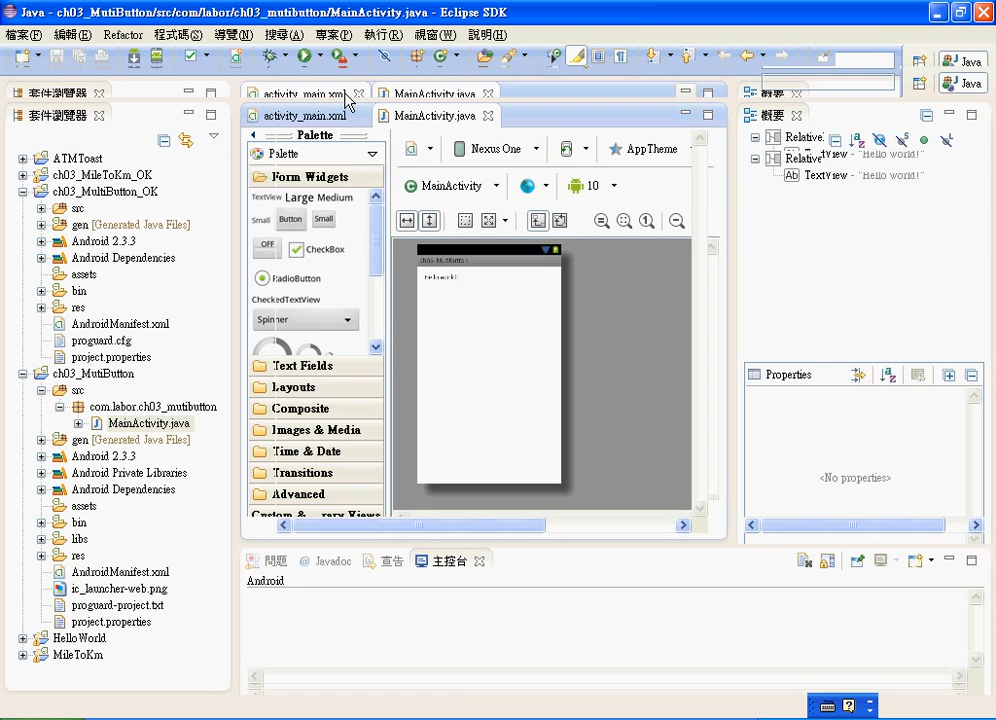 Java - ch03_MutiButton/src/com/labor/ch03_mutibutton/MainActivity.java - Eclipse SDK
檔案(F) 編輯(E) Refactor 程式碼(S) 導覽(N) 搜尋(A) 專案(P) 執行(R) 視窗(W) 說明(H)
Java
Java
套件瀏覽器
activity_main.xml
MainActivity.java
概要
套件瀏覽器
activity_main.xml
MainActivity.java
概要
ATMToast
ch03_MileToKm_OK
ch03_MultiButton_OK
src
gen [Generated Java Files]
Android 2.3.3
Android Dependencies
assets
bin
res
AndroidManifest.xml
proguard.cfg
project.properties
ch03_MutiButton
src
com.labor.ch03_mutibutton
MainActivity.java
gen [Generated Java Files]
Android 2.3.3
Android Private Libraries
Android Dependencies
assets
bin
libs
res
AndroidManifest.xml
ic_launcher-web.png
proguard-project.txt
project.properties
HelloWorld
MileToKm
Palette
Palette
Form Widgets
TextView Large Medium
Small Button Small
OFF CheckBox
RadioButton
CheckedTextView
Spinner
Text Fields
Layouts
Composite
Images & Media
Time & Date
Transitions
Advanced
Nexus One
AppTheme
MainActivity
10
ch03_MutiButton
Hello world!
Relative
TextView - "Hello world!"
Relative
Ab TextView - "Hello world!"
Properties
<No properties>
問題 @ Javadoc 宣告 主控台
Android